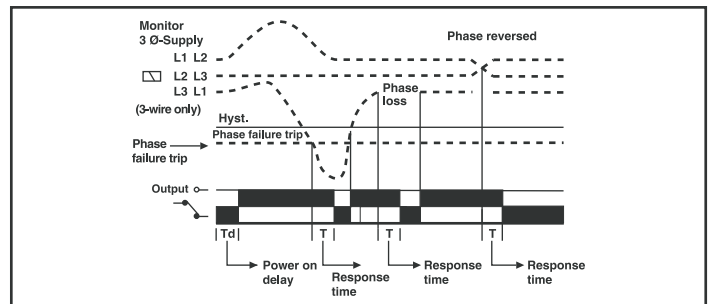 Monitor
3 Ø-Supply
Phase reversed
L1 L2
L2 L3
L3 L1
Phase
loss
(3-wire only)
Hyst.
Phase failure trip
Phase
failure trip
Output
Td
T
T
T
Power on
delay
Response
time
Response
time
Response
time